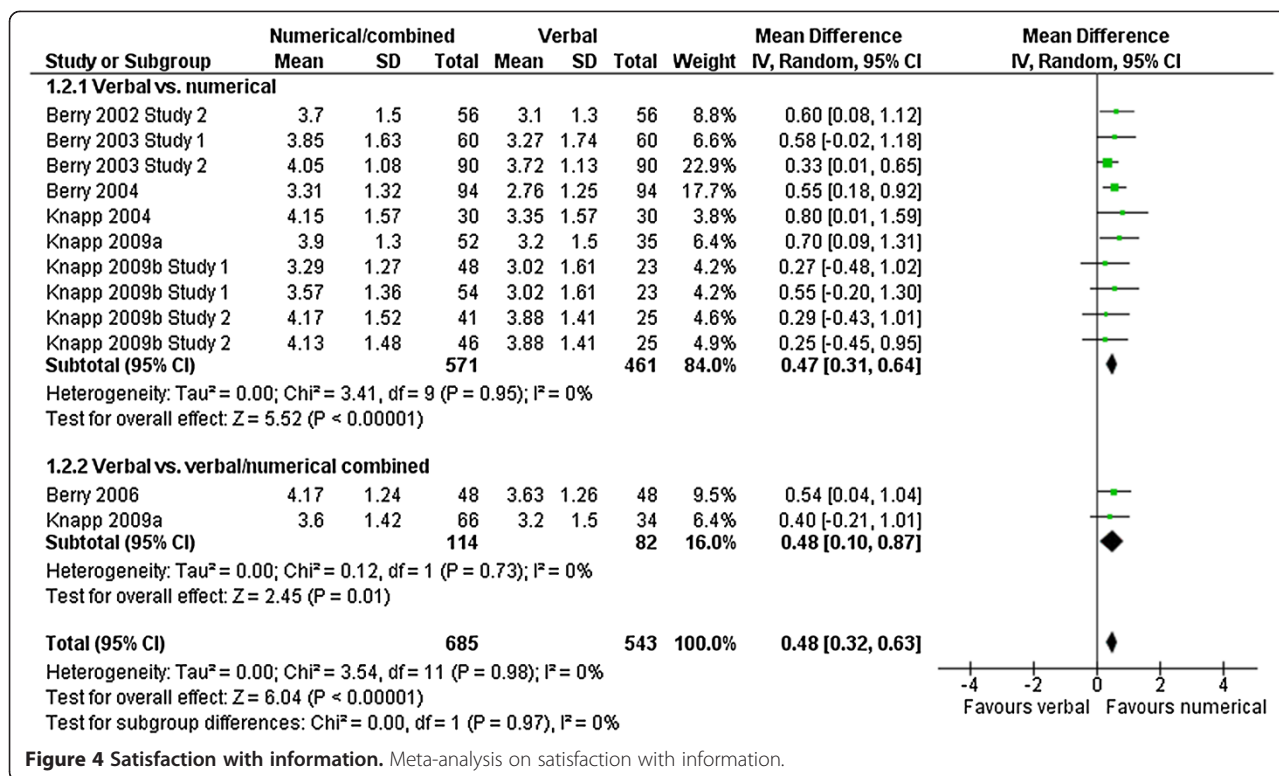 Numerical/combined Verbal Mean Difference Mean Difference
Study or Subgroup Mean SD Total Mean SD Total Weight IV, Random, 95% CI IV, Random, 95% CI
1.2.1 Verbal vs. numerical
Berry 2002 Study 2 3.7 1.5 56 3.1 1.3 56 8.8% 0.60 [0.08, 1.12]
Berry 2003 Study 1 3.85 1.63 60 3.27 1.74 60 6.6% 0.58 [-0.02, 1.18]
Berry 2003 Study 2 4.05 1.08 90 3.72 1.13 90 22.9% 0.33 [0.01, 0.65]
Berry 2004 3.31 1.32 94 2.76 1.25 94 17.7% 0.55 [0.18, 0.92]
Knapp 2004 4.15 1.57 30 3.35 1.57 30 3.8% 0.80 [0.01, 1.59]
Knapp 2009a 3.9 1.3 52 3.2 1.5 35 6.4% 0.70 [0.09, 1.31]
Knapp 2009b Study 1 3.29 1.27 48 3.02 1.61 23 4.2% 0.27 [-0.48, 1.02]
Knapp 2009b Study 1 3.57 1.36 54 3.02 1.61 23 4.2% 0.55 [-0.20, 1.30]
Knapp 2009b Study 2 4.17 1.52 41 3.88 1.41 25 4.6% 0.29 [-0.43, 1.01]
Knapp 2009b Study 2 4.13 1.48 46 3.88 1.41 25 4.9% 0.25 [-0.45, 0.95]
Subtotal (95% CI) 571 461 84.0% 0.47 [0.31, 0.64]
Heterogeneity: Tau² = 0.00; Chi² = 3.41, df = 9 (P = 0.95); I² = 0%
Test for overall effect: Z = 5.52 (P < 0.00001)
1.2.2 Verbal vs. verbal/numerical combined
Berry 2006 4.17 1.24 48 3.63 1.26 48 9.5% 0.54 [0.04, 1.04]
Knapp 2009a 3.6 1.42 66 3.2 1.5 34 6.4% 0.40 [-0.21, 1.01]
Subtotal (95% CI) 114 82 16.0% 0.48 [0.10, 0.87]
Heterogeneity: Tau² = 0.00; Chi² = 0.12, df = 1 (P = 0.73); I² = 0%
Test for overall effect: Z = 2.45 (P = 0.01)
Total (95% CI) 685 543 100.0% 0.48 [0.32, 0.63]
Heterogeneity: Tau² = 0.00; Chi² = 3.54, df = 11 (P = 0.98); I² = 0%
Test for overall effect: Z = 6.04 (P < 0.00001)
Test for subgroup differences: Chi² = 0.00, df = 1 (P = 0.97), I² = 0%
-4 -2 0 2 4
Favours verbal Favours numerical
Figure 4 Satisfaction with information. Meta-analysis on satisfaction with information.